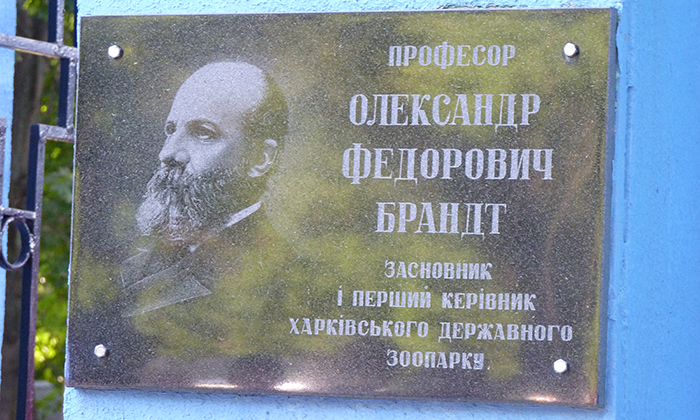 ПРОФЕСОР
ОЛЕКСАНДР
ФЕДОРОВИЧ
БРАНДТ
ЗАСНОВНИК
І ПЕРШИЙ КЕРІВНИК
ХАРКІВСЬКОГО ДЕРЖАВНОГО
ЗООПАРКУ.